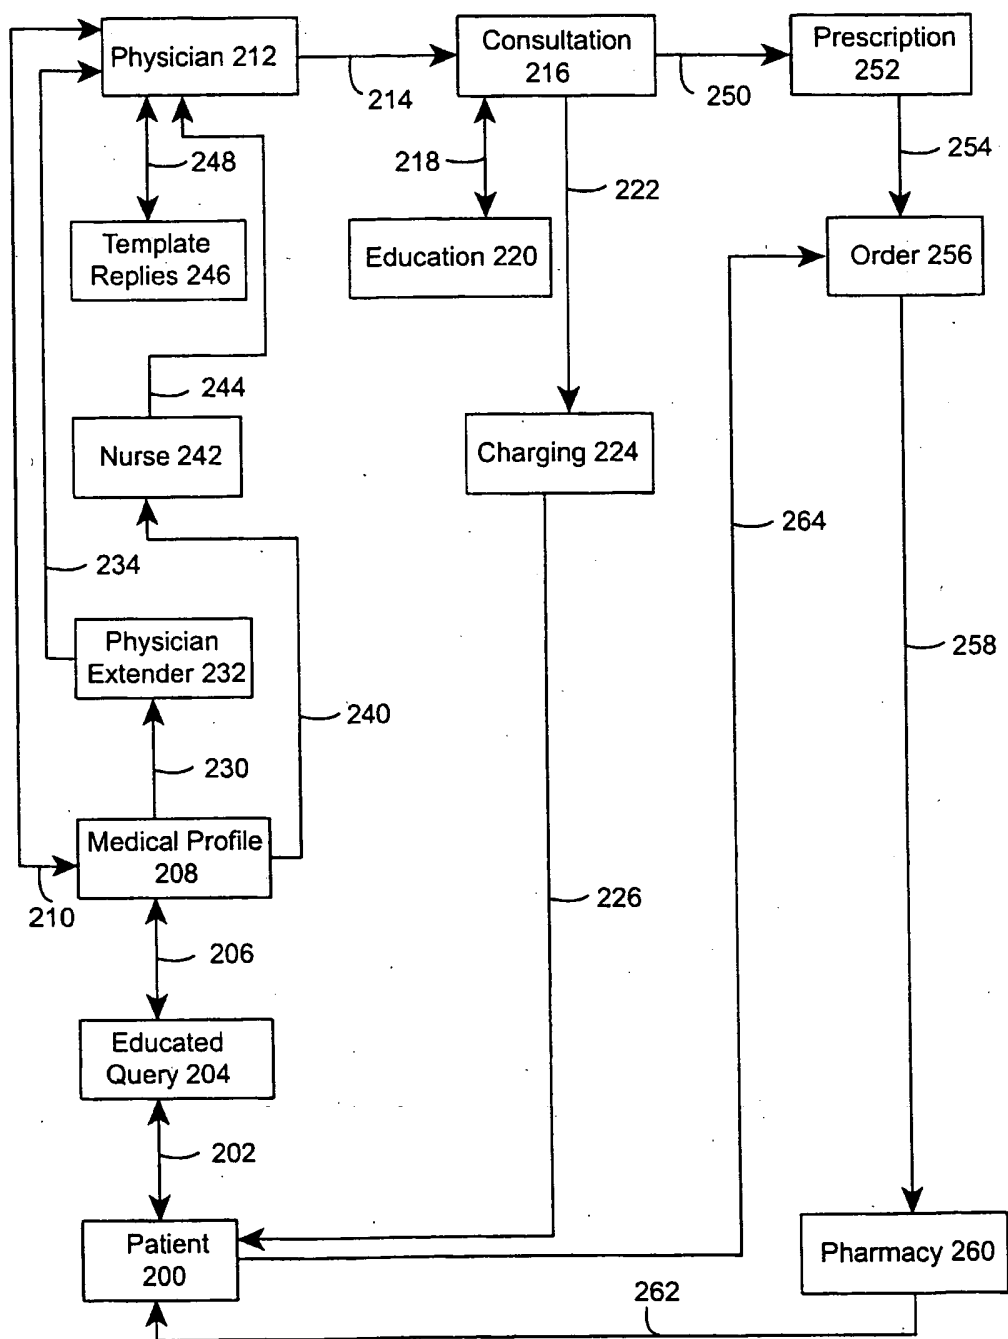 Physician 212
Consultation
216
Prescription
252
214
250
248
218
222
254
Template
Replies 246
Education 220
Order 256
244
Nurse 242
Charging 224
264
234
Physician
Extender 232
258
240
230
Medical Profile
208
210
226
206
Educated
Query 204
202
Patient
200
Pharmacy 260
262